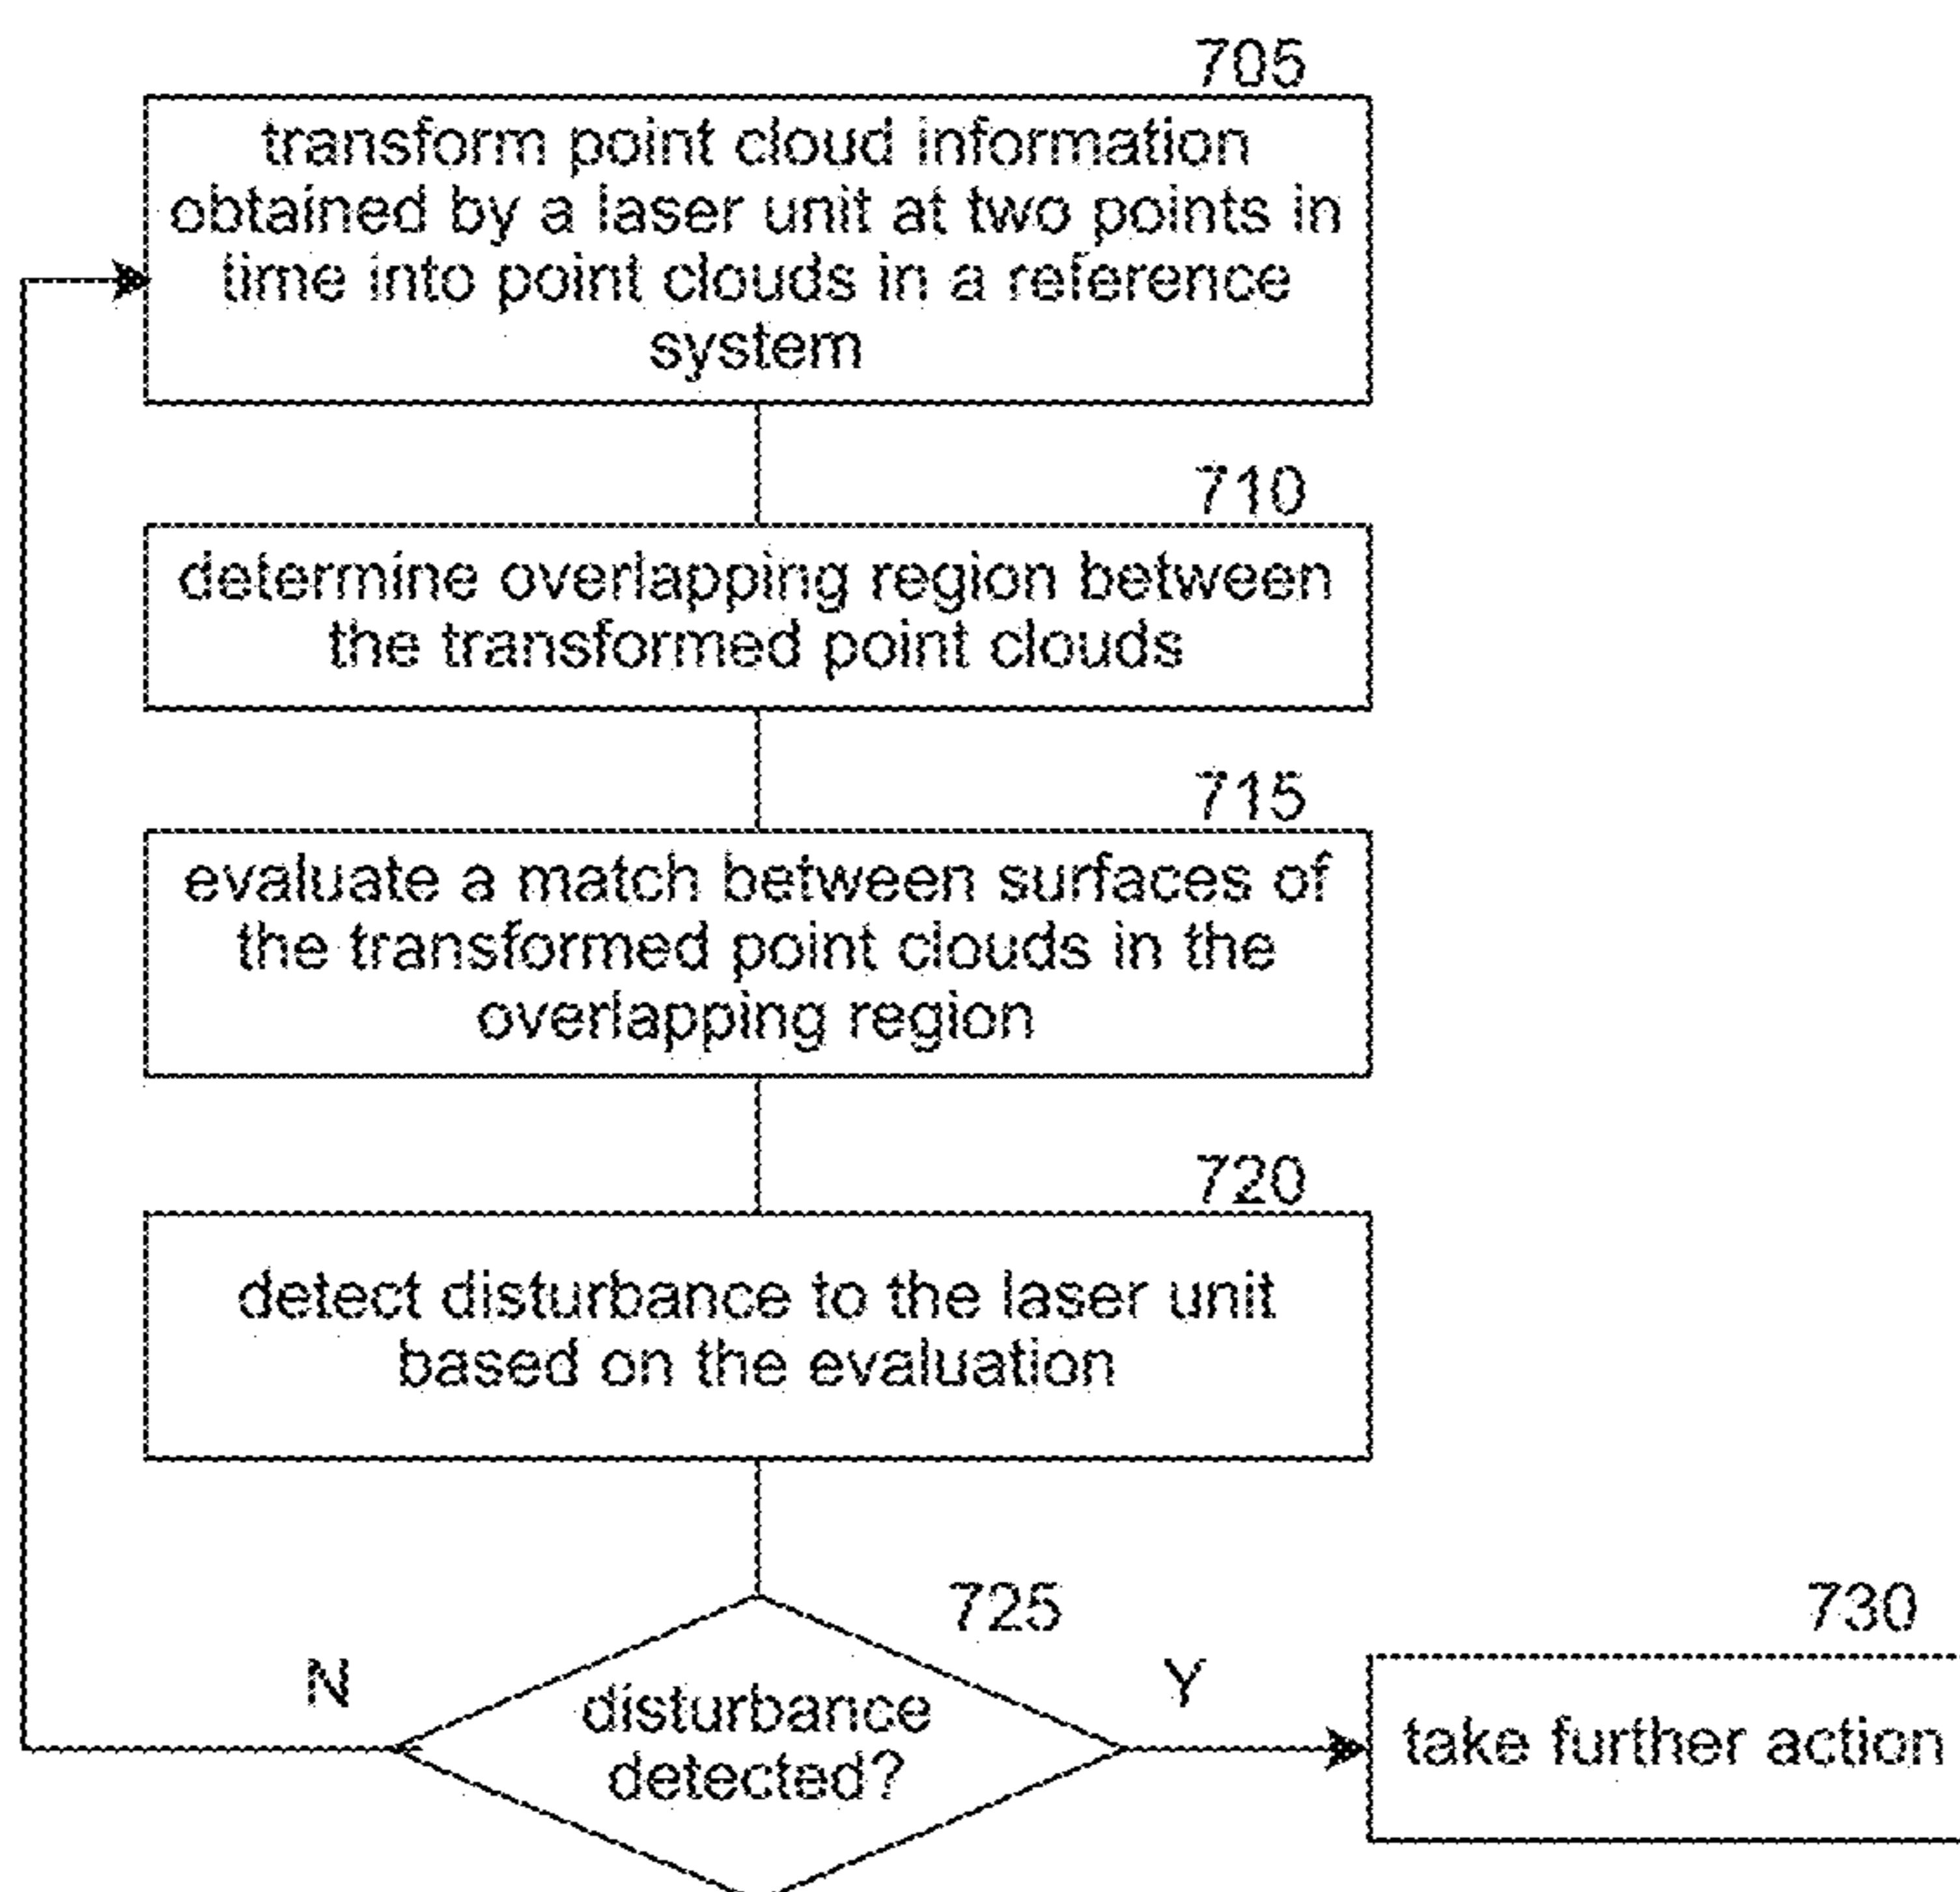 705
transform point cloud information
obtained by a laser unit at two points in
time into point clouds in a reference
system
710
determine overlapping region between
the transformed point clouds
715
evaluate a match between surfaces of
the transformed point clouds in the
overlapping region
720
detect disturbance to the laser unit
based on the evaluation
725
730
N
Y
disturbance
detected?
take further action